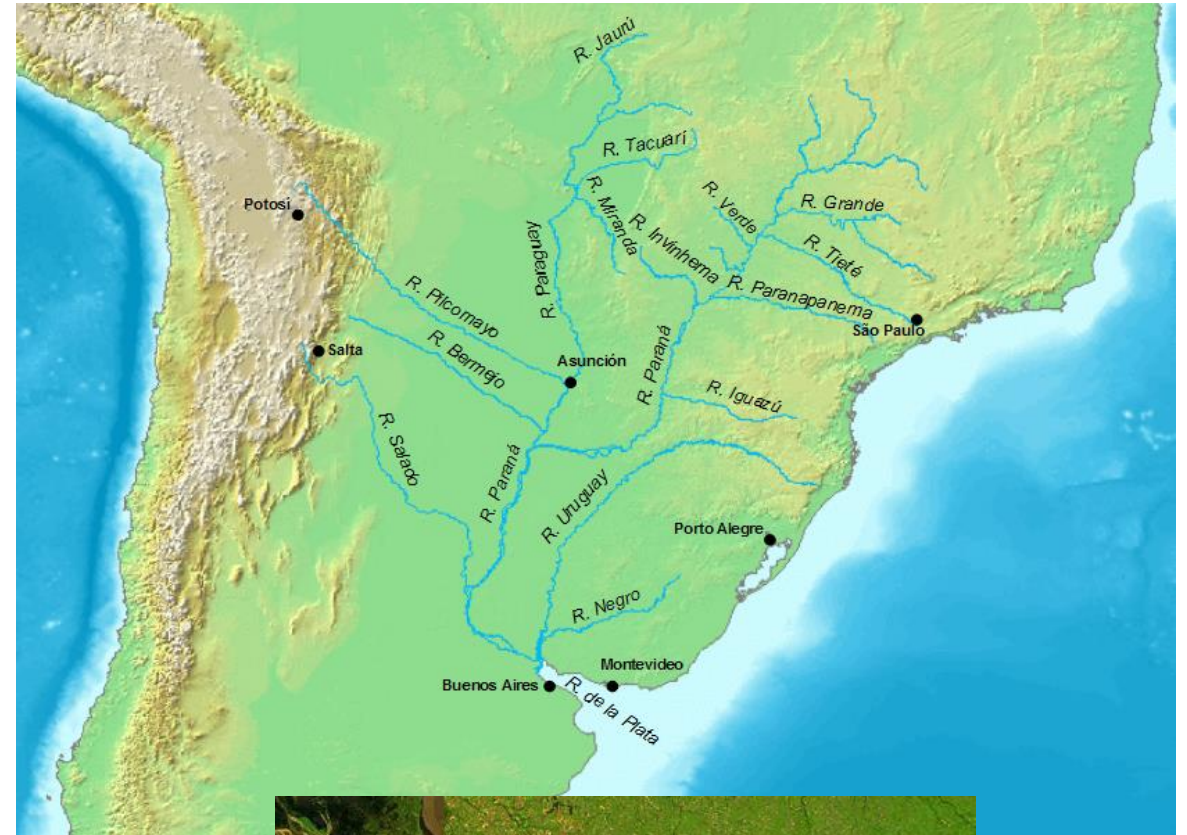 R. Jaurú
R. Tacuarí
R. Miranda
R. Verde
R. Grande
Potosí
R. Paraguay
R. Invinhema
R. Tieté
R. Pilcomayo
R. Paranapanema
São Paulo
Salta
R. Bermejo
Asunción
R. Paraná
R. Iguazú
R. Salado
R. Paraná
R. Uruguay
Porto Alegre
R. Negro
Montevideo
Buenos Aires
R. de la Plata